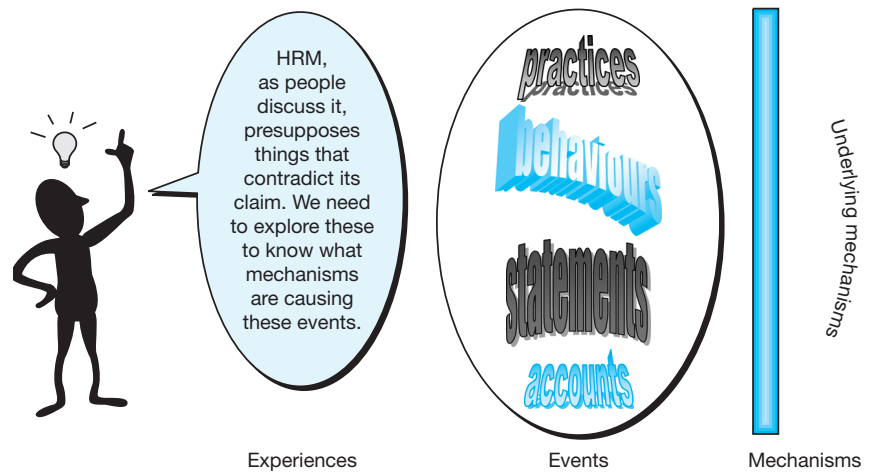 HRM,
as people
discuss it,
presupposes
things that
contradict its
claim. We need
to explore these
to know what
mechanisms
are causing
these events.
practices
behaviours
statements
accounts
Underlying mechanisms
Experiences
Events
Mechanisms